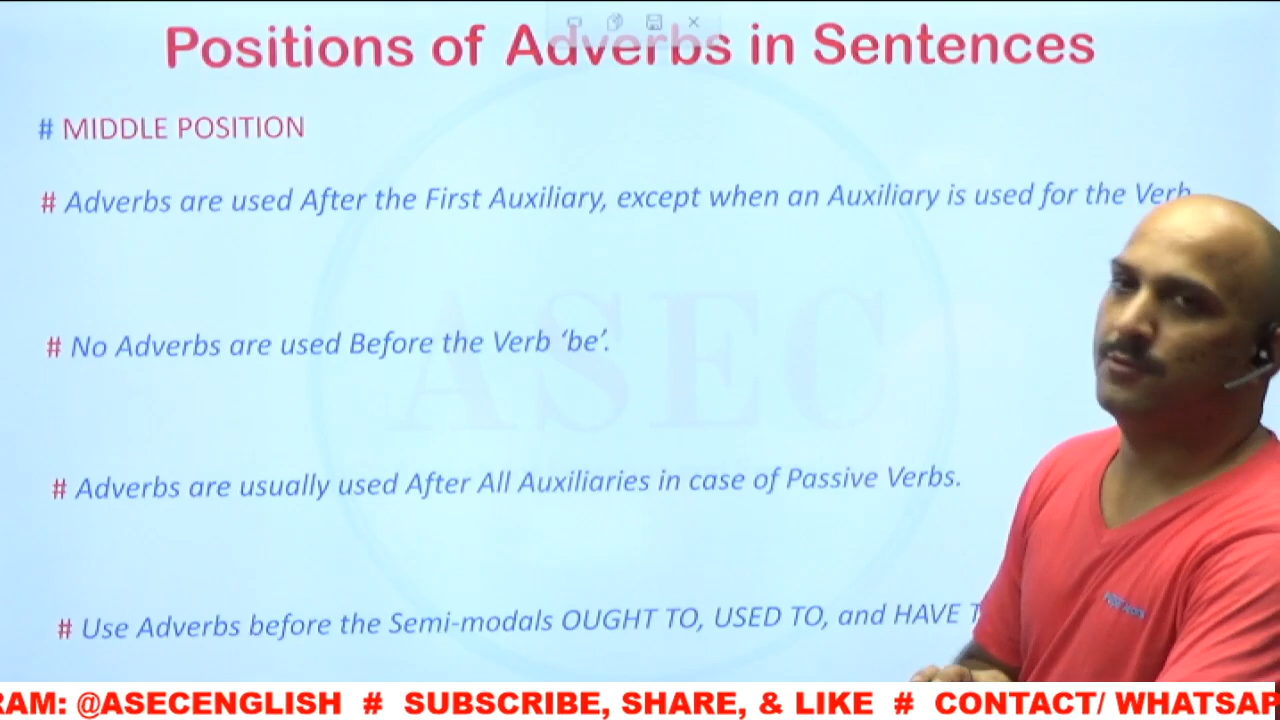 Positions of Adverbs in Sentences
# MIDDLE POSITION
# Adverbs are used After the First Auxiliary, except when an Auxiliary is used for the Verb
# No Adverbs are used Before the Verb ‘be’.
ASEC
# Adverbs are usually used After All Auxiliaries in case of Passive Verbs.
# Use Adverbs before the Semi-modals OUGHT TO, USED TO, and HAVE T
RAM: @ASECENGLISH # SUBSCRIBE, SHARE, & LIKE # CONTACT/ WHATSAP